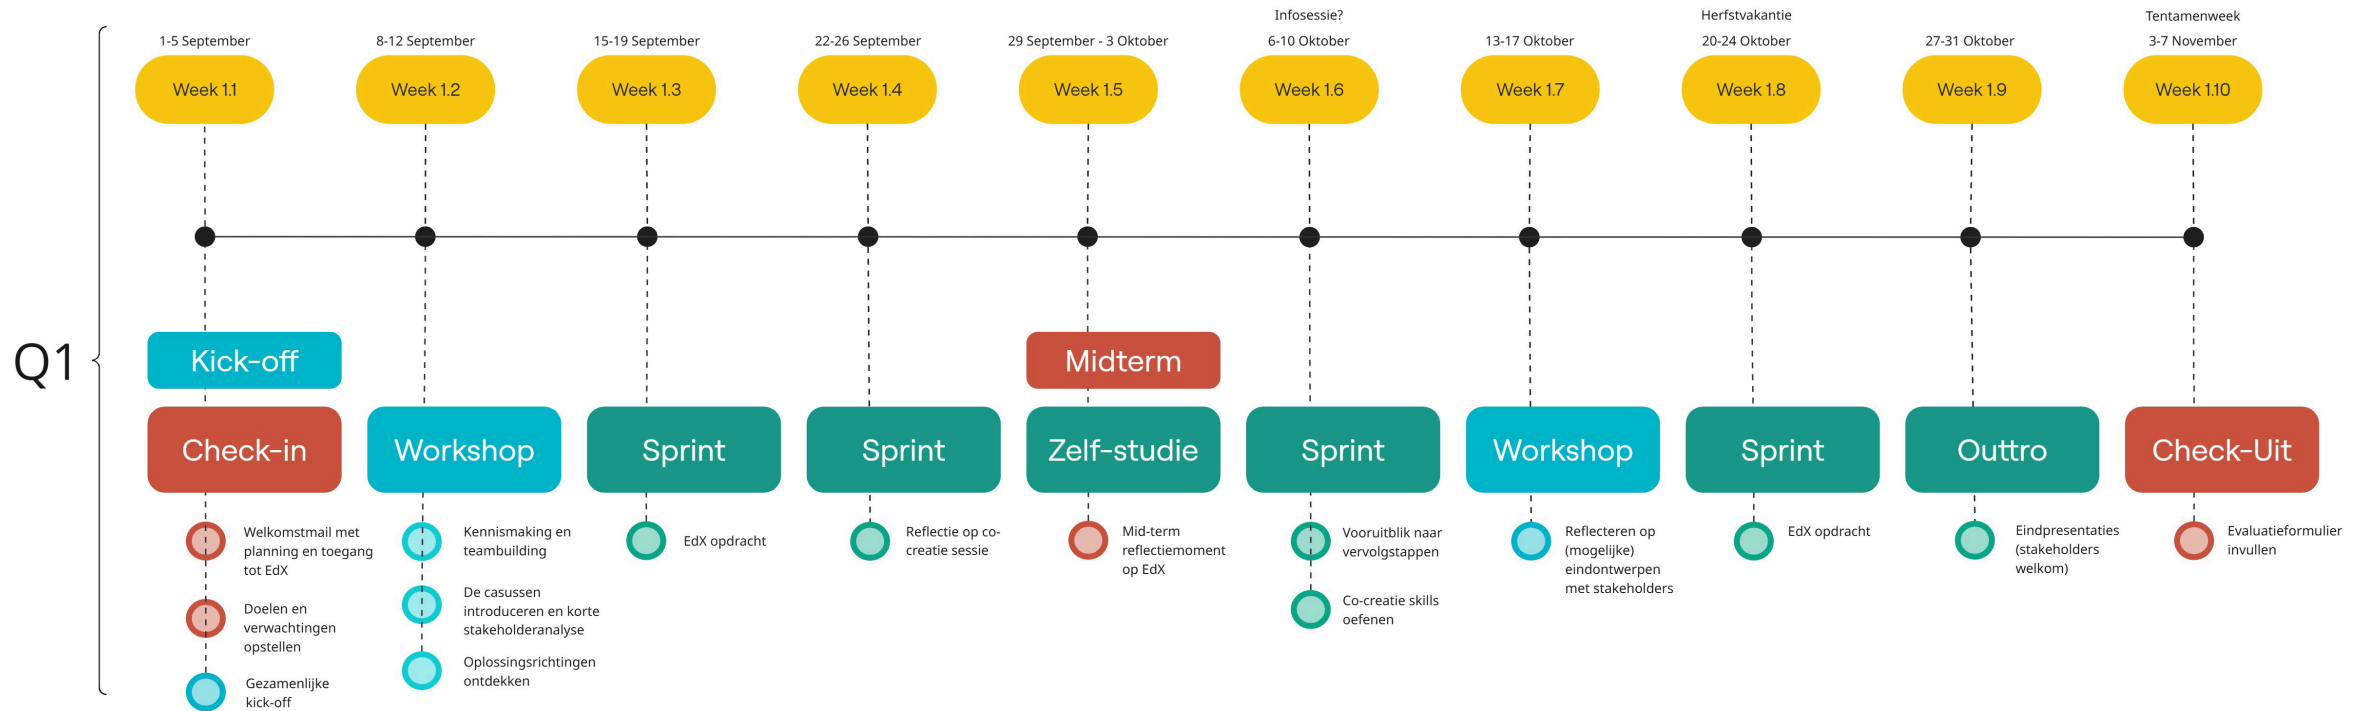 Infosessie?
Herfstvakantie
Tentamenweek
1-5 September
8-12 September
15-19 September
22-26 September
29 September - 3 Oktober
6-10 Oktober
13-17 Oktober
20-24 Oktober
27-31 Oktober
3-7 November
Week 1.1
Week 1.2
Week 1.3
Week 1.4
Week 1.5
Week 1.6
Week 1.7
Week 1.8
Week 1.9
Week 1.10
Q1
Kick-off
Midterm
Check-in
Workshop
Sprint
Sprint
Zelf-studie
Sprint
Workshop
Sprint
Outtro
Check-Uit
Welkomstmail met
planning en toegang
tot EdX
Doelen en
verwachtingen
opstellen
Gezamenlijke
kick-off
Kennismaking en
teambuilding
De casussen
introduceren en korte
stakeholderanalyse
Oplossingsrichtingen
ontdekken
EdX opdracht
Reflectie op co-
creatie sessie
Mid-term
reflectiemoment
op EdX
Vooruitblik naar
vervolgstappen
Co-creatie skills
oefenen
Reflecteren op
(mogelijke)
eindontwerpen
met stakeholders
EdX opdracht
Eindpresentaties
(stakeholders
welkom)
Evaluatieformulier
invullen